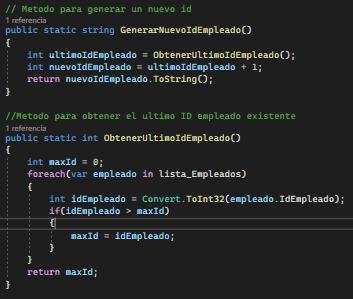 // Metodo para generar un nuevo id
1 referencia
public static string GenerarNuevoIdEmpleado()
{
int ultimoIdEmpleado = ObtenerUltimoIdEmpleado();
int nuevoIdEmpleado = ultimoIdEmpleado + 1;
return nuevoIdEmpleado.ToString();
}
//Metodo para obtener el ultimo ID empleado existente
1 referencia
public static int ObtenerUltimoIdEmpleado()
{
int maxId = 0;
foreach(var empleado in lista_Empleados)
{
int idEmpleado = Convert.ToInt32(empleado.IdEmpleado);
if(idEmpleado > maxId)
{
maxId = idEmpleado;
}
}
return maxId;
}